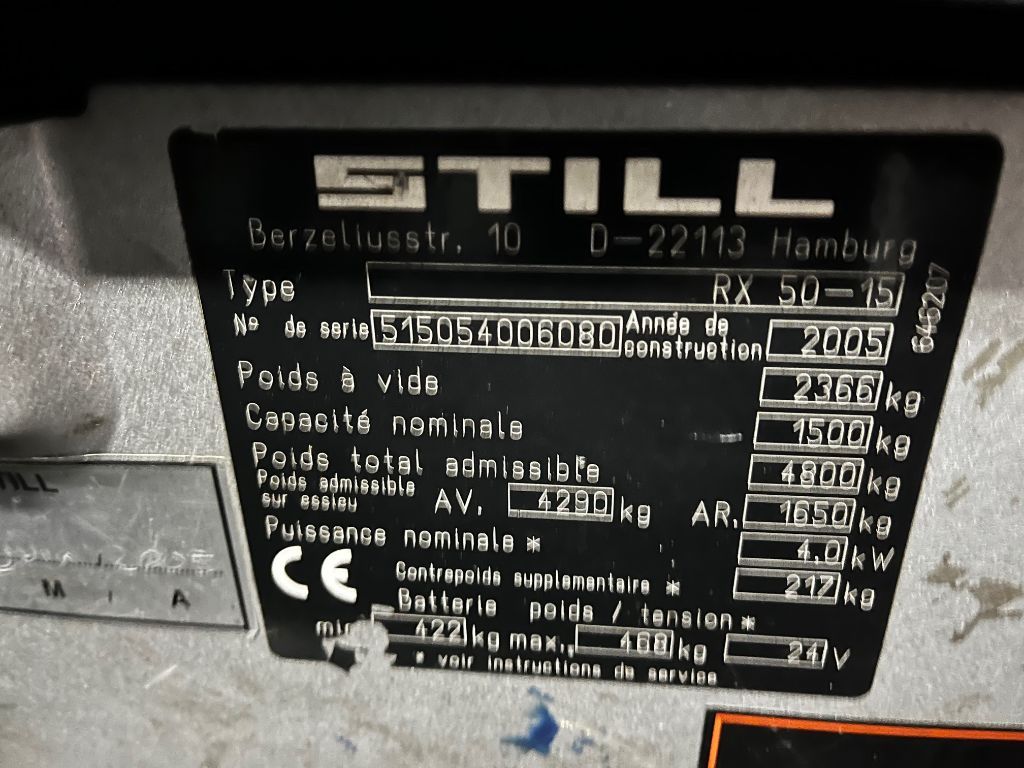 STILL
Berzeliusstr. 10 D-22113 Hamburg
Type RX 50-15
Nº de serie 515054006080 Année de construction 2005
Poids à vide 2366 kg
Capacité nominale 1500 kg
Poids total admissible 4800 kg
Poids admissible sur essieu AV. 4290 kg AR. 1650 kg
Puissance nominale * 4,0 kW
Contrepoids supplementaire * 217 kg
Batterie poids / tension *
min 422 kg max. 468 kg 24 V
* voir instructions de service
CE
648207
TILL
M I A